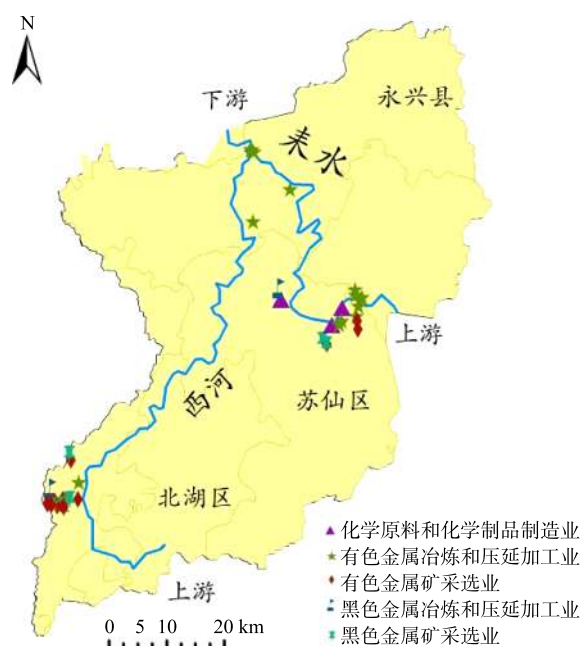 N
下游
永兴县
耒水
上游
西河
苏仙区
北湖区
上游
化学原料和化学制品制造业
有色金属冶炼和压延加工业
有色金属矿采选业
黑色金属冶炼和压延加工业
黑色金属矿采选业
0 5 10 20 km